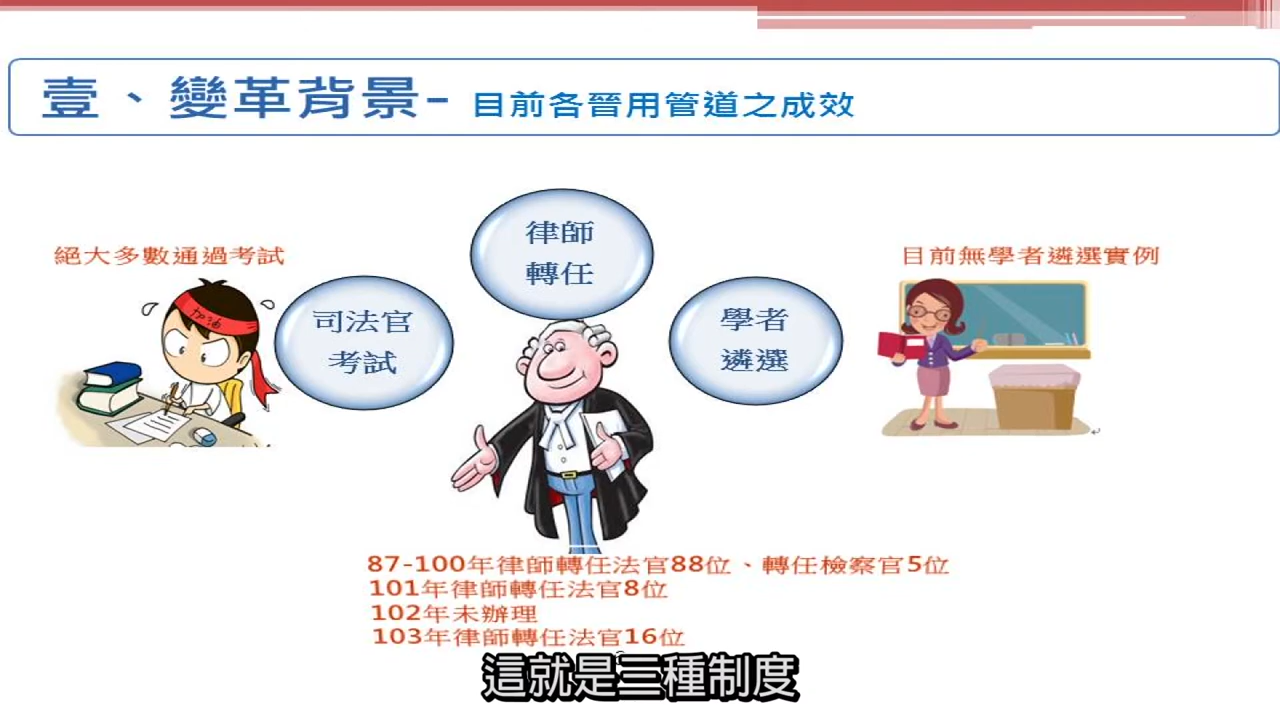 壹、變革背景- 目前各晉用管道之成效
律師
轉任
絕大多數通過考試
目前無學者遴選實例
加油
司法官
考試
學者
遴選
87-100年律師轉任法官88位、轉任檢察官5位
101年律師轉任法官8位
102年未辦理
103年律師轉任法官16位
這就是三種制度